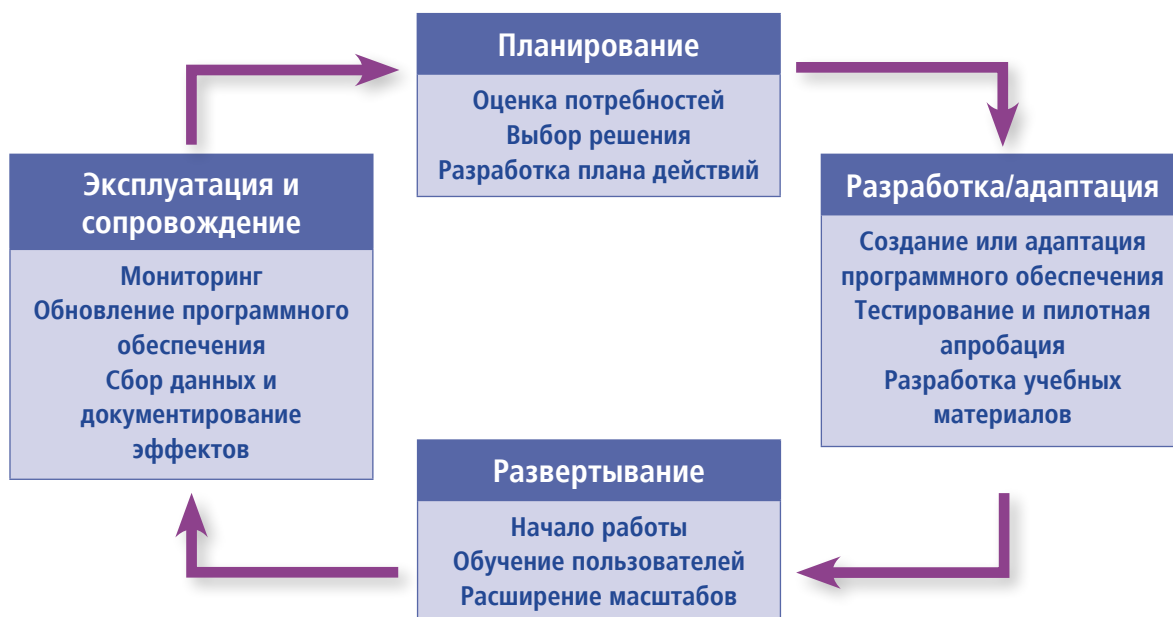 Планирование
Оценка потребностей
Выбор решения
Разработка плана действий
Разработка/адаптация
Создание или адаптация
программного обеспечения
Тестирование и пилотная
апробация
Разработка учебных
материалов
Развертывание
Начало работы
Обучение пользователей
Расширение масштабов
Эксплуатация и
сопровождение
Мониторинг
Обновление программного
обеспечения
Сбор данных и
документирование
эффектов